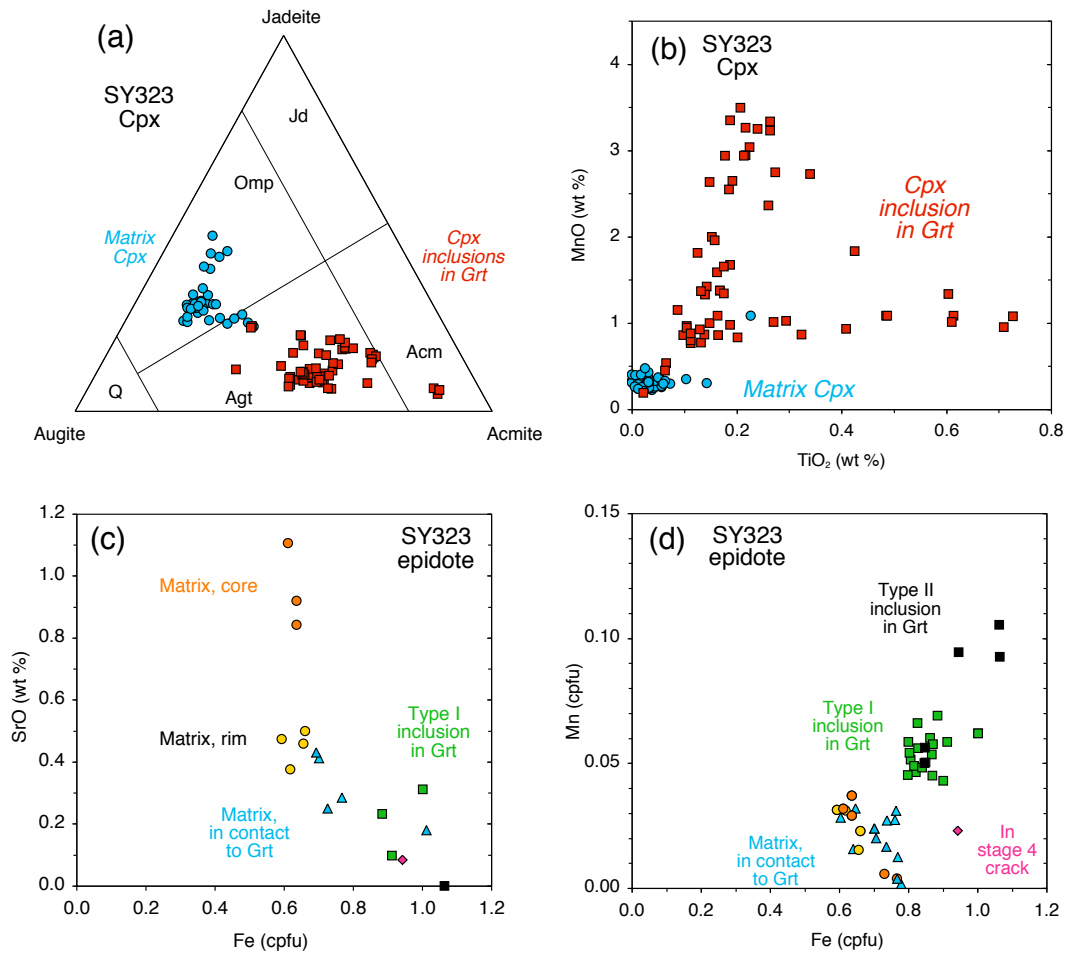 (a)
Jadeite
SY323
Cpx
Jd
Omp
Matrix
Cpx
Cpx
inclusions
in Grt
Acm
Q
Agt
Augite
Acmite
(b)
SY323
Cpx
4
3
2
1
0
MnO (wt %)
Cpx
inclusion
in Grt
Matrix Cpx
0.0
0.2
0.4
0.6
0.8
TiO₂ (wt %)
(c)
SY323
epidote
1.2
1.0
0.8
0.6
0.4
0.2
0.0
SrO (wt %)
Matrix, core
Type I
inclusion
in Grt
Matrix, rim
Matrix,
in contact
to Grt
0.0
0.2
0.4
0.6
0.8
1.0
1.2
Fe (cpfu)
(d)
SY323
epidote
0.15
0.10
0.05
0.00
Mn (cpfu)
Type II
inclusion
in Grt
Type I
inclusion
in Grt
Matrix,
in contact
to Grt
In
stage 4
crack
0.0
0.2
0.4
0.6
0.8
1.0
1.2
Fe (cpfu)